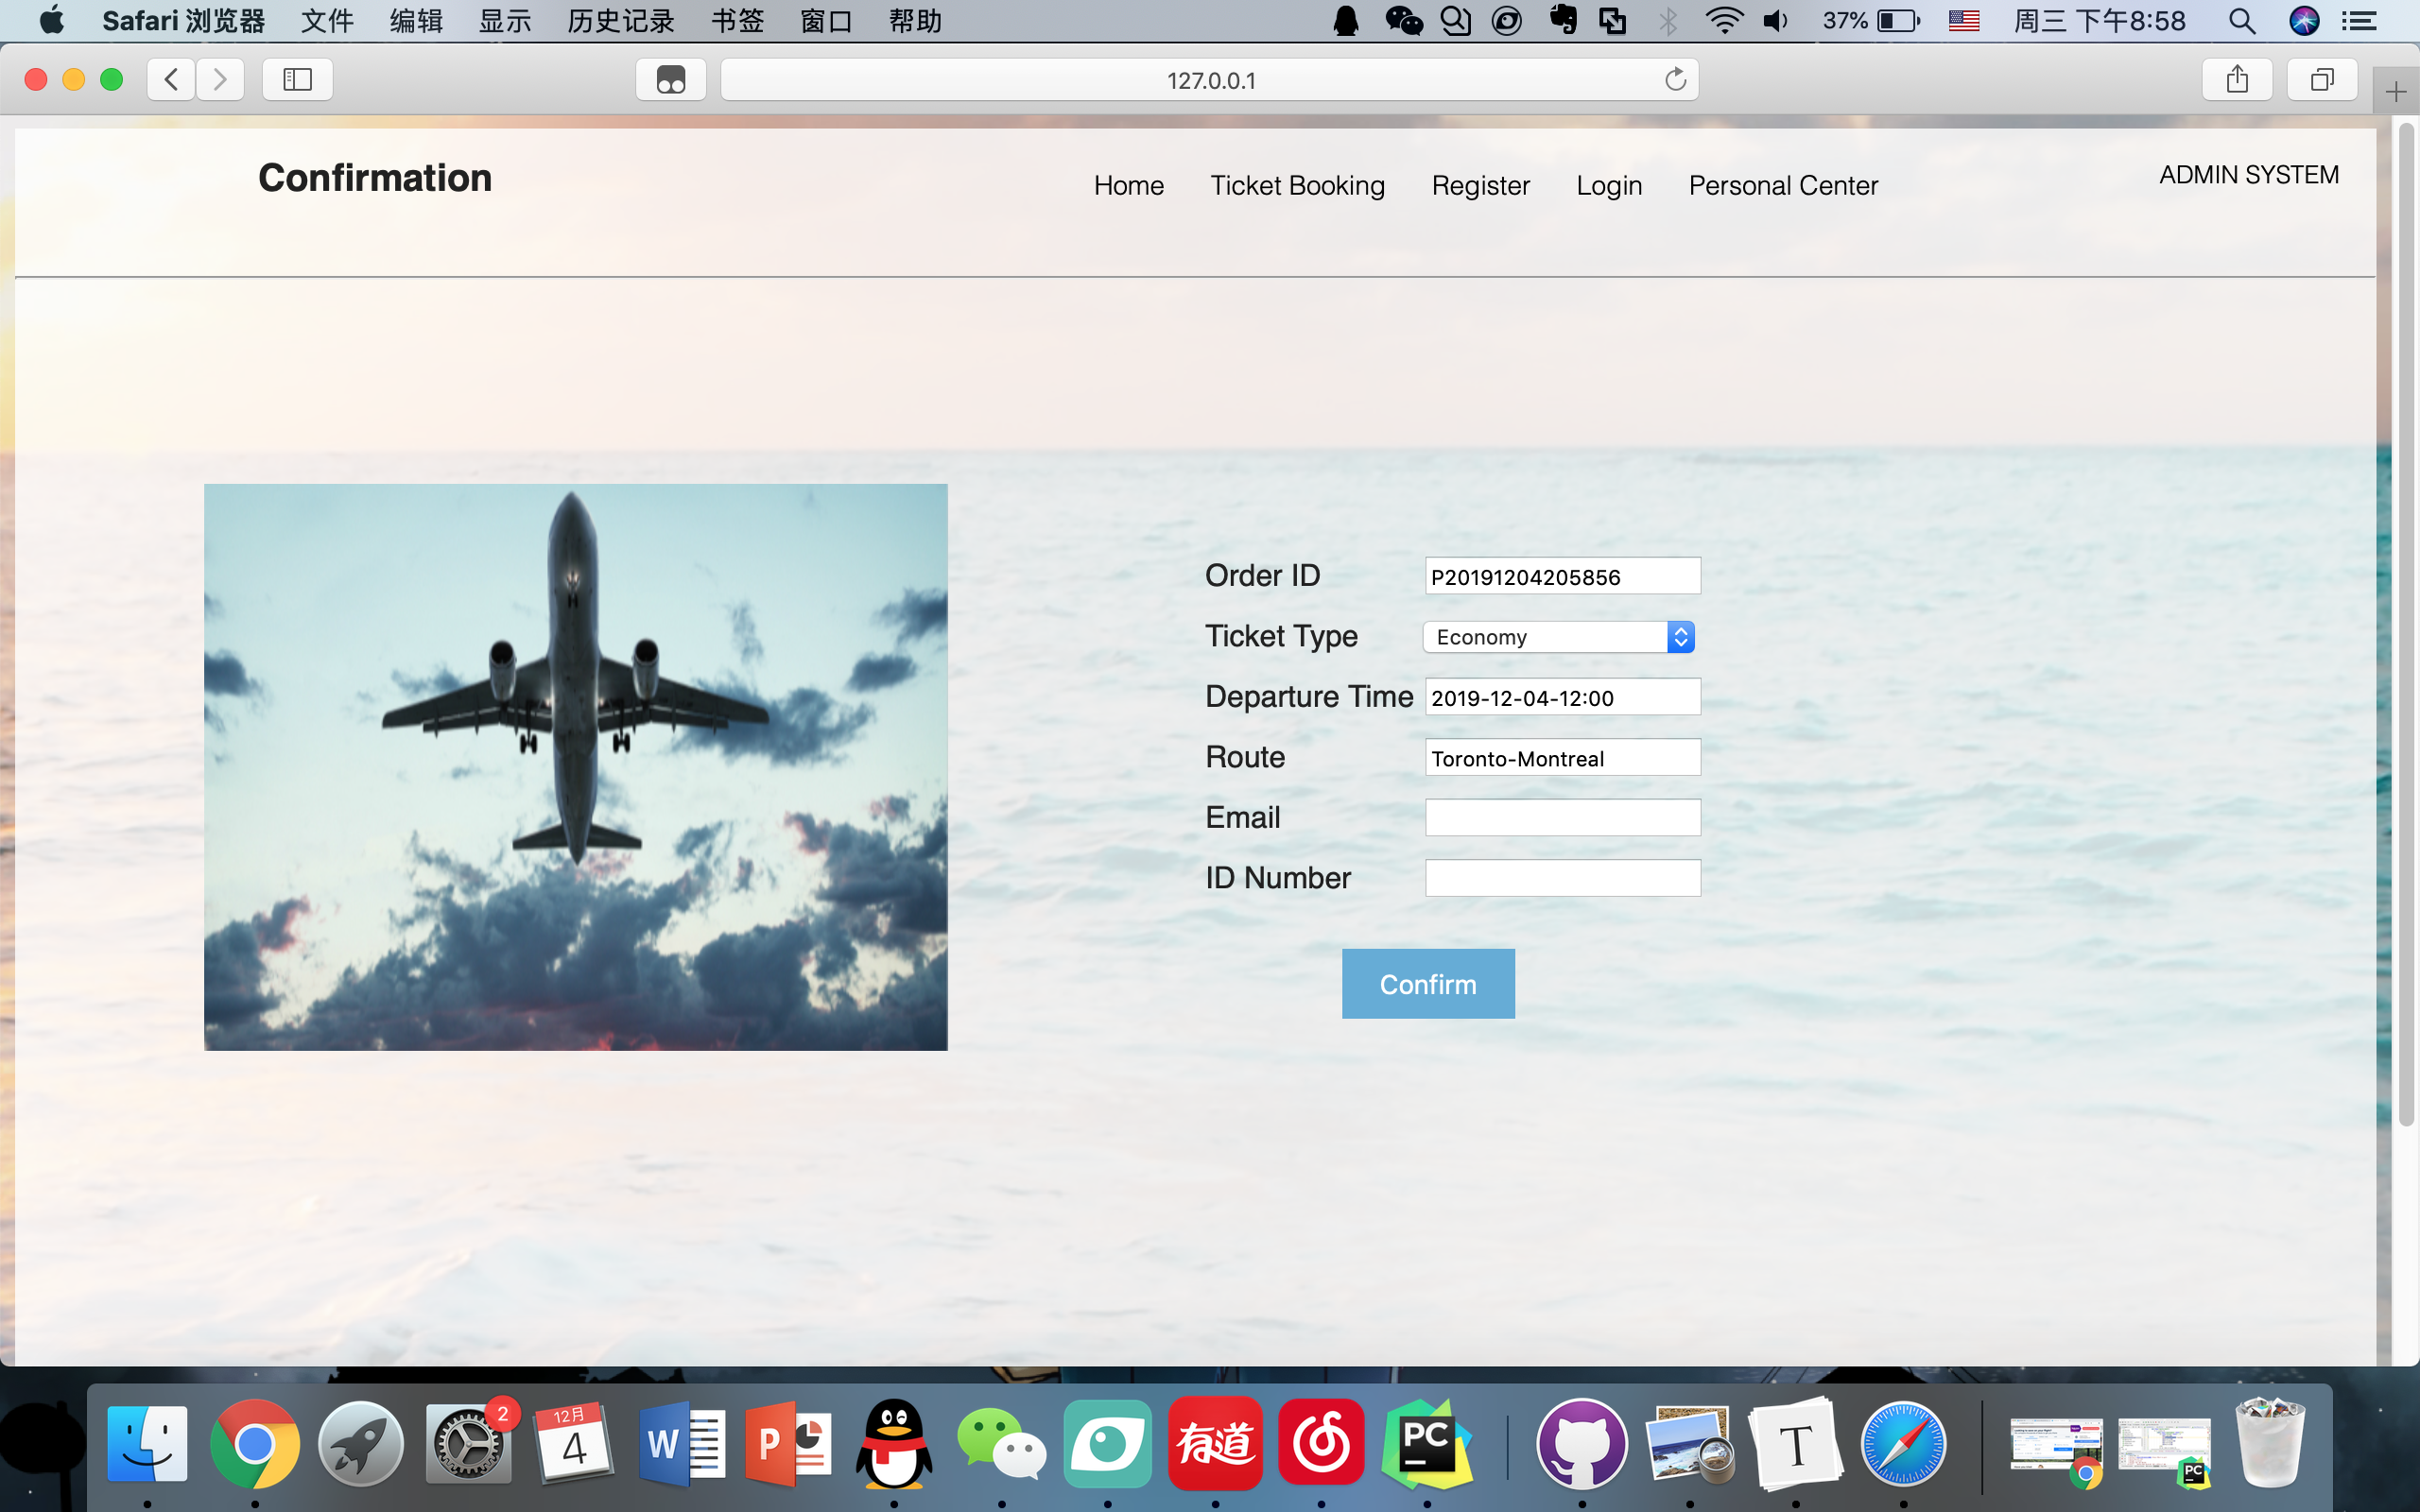 Safari 浏览器 文件 编辑 显示 历史记录 书签 窗口 帮助 37% 周三 下午8:58
127.0.0.1
Confirmation Home Ticket Booking Register Login Personal Center ADMIN SYSTEM
Order ID P20191204205856
Ticket Type Economy
Departure Time 2019-12-04-12:00
Route Toronto-Montreal
Email
ID Number
Confirm
2
12月
4
W
P
有道
PC
T
PC